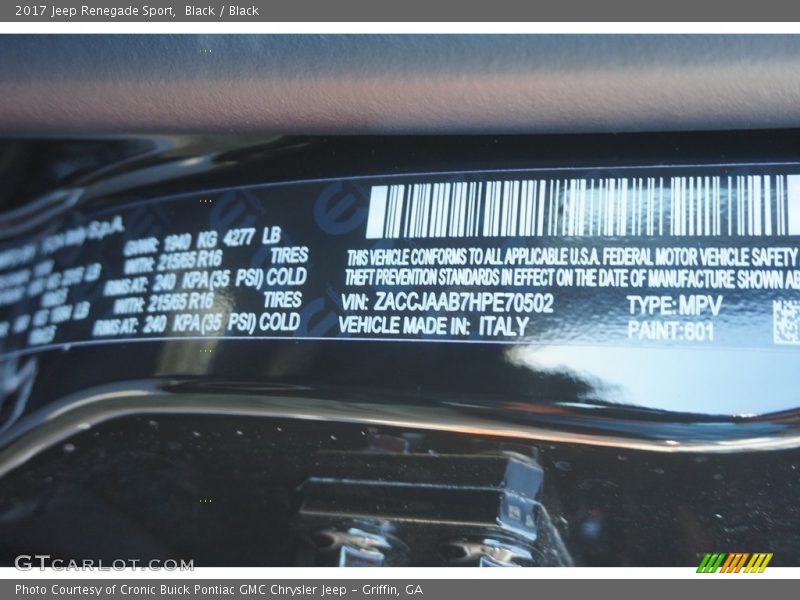 2017 Jeep Renegade Sport, Black / Black
S.p.A.
GVWR: 1940 KG 4277 LB
WITH: 215/65 R16 TIRES
LB RIMS AT: 240 KPA(35 PSI) COLD
WITH: 215/65 R16 TIRES
LB RIMS AT: 240 KPA(35 PSI) COLD
THIS VEHICLE CONFORMS TO ALL APPLICABLE U.S.A. FEDERAL MOTOR VEHICLE SAFETY
THEFT PREVENTION STANDARDS IN EFFECT ON THE DATE OF MANUFACTURE SHOWN AB
VIN: ZACCJAAB7HPE70502 TYPE: MPV
VEHICLE MADE IN: ITALY PAINT: 601
GTCARLOT.COM
Photo Courtesy of Cronic Buick Pontiac GMC Chrysler Jeep - Griffin, GA